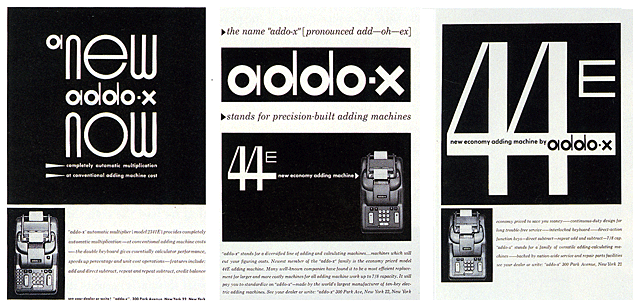 a new
addo-x
now
completely automatic multiplication
at conventional adding machine cost
"addo-x" automatic multiplier (model 2341E) provides completely
automatic multiplication—at conventional adding machine costs
—the double keyboard gives essentially calculator performance,
speeds up percentage and unit cost operations—features include:
add and direct subtract, repeat and subtract, credit balance
see your dealer or write: "addo-x", 300 Park Avenue, New York 22, New York
the name "addo-x" [pronounced add—oh—ex]
addo-x
stands for precision-built adding machines
44E
new economy adding machine
"addo-x" stands for a diversified line of adding and calculating machines... machines which will
cut your figuring costs. Newest member of the "addo-x" family is the economy priced model
44E adding machine. Many well-known companies have found it to be a most efficient replace-
ment for larger and more costly machines for all adding machine work up to 7/8 capacity. It will
pay you to standardize on "addo-x"—made by the world's largest manufacturer of ten-key elec-
tric adding machines. See your dealer or write: "addo-x" 300 Park Ave, New York 22, New York
44E
new economy adding machine by addo-x
economy priced to save you money—continuous-duty design for
long trouble-free service—interlocked keyboard—direct-action
function keys—direct subtract—repeat add and subtract—7/8 cap.
"addo-x" stands for a family of versatile adding-calculating ma-
chines—backed by nation-wide service and repair parts facilities
see your dealer or write: "addo-x" 300 Park Ave, New York 22, New York